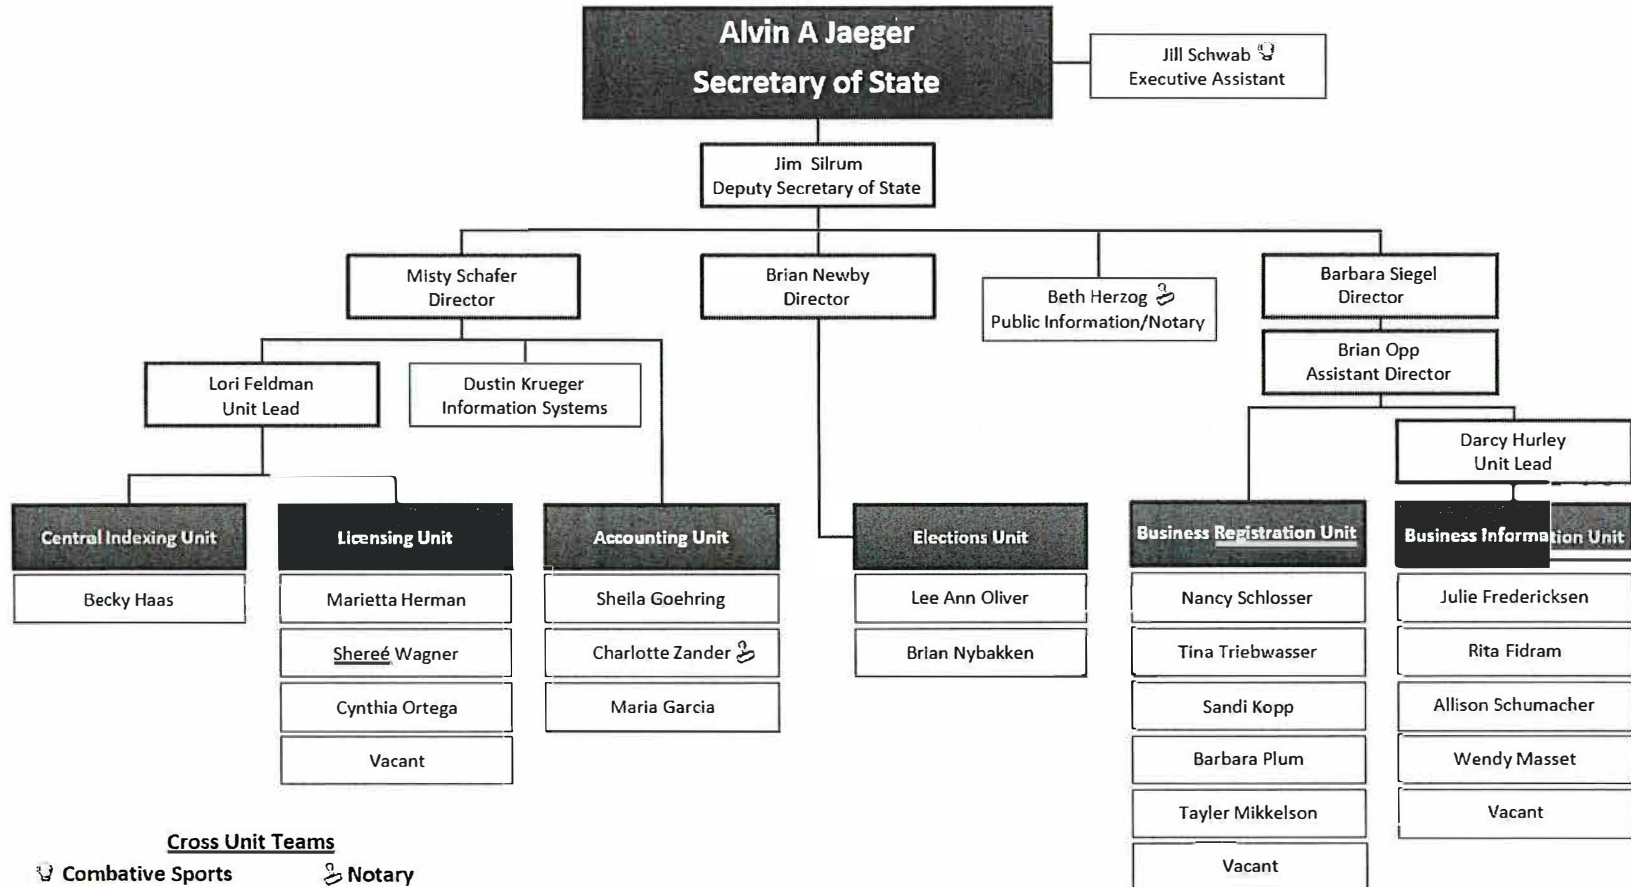 Alvin A Jaeger
Secretary of State
Jill Schwab
Executive Assistant
Jim Silrum
Deputy Secretary of State
Misty Schafer
Director
Brian Newby
Director
Beth Herzog
Public Information/Notary
Barbara Siegel
Director
Brian Opp
Assistant Director
Lori Feldman
Unit Lead
Dustin Krueger
Information Systems
Darcy Hurley
Unit Lead
Central Indexing Unit
Becky Haas
Licensing Unit
Marietta Herman
Shereé Wagner
Cynthia Ortega
Vacant
Accounting Unit
Sheila Goehring
Charlotte Zander
Maria Garcia
Elections Unit
Lee Ann Oliver
Brian Nybakken
Business Registration Unit
Nancy Schlosser
Tina Triebwasser
Sandi Kopp
Barbara Plum
Tayler Mikkelson
Vacant
Business Information Unit
Julie Fredericksen
Rita Fidram
Allison Schumacher
Wendy Masset
Vacant
Cross Unit Teams
Combative Sports
Notary